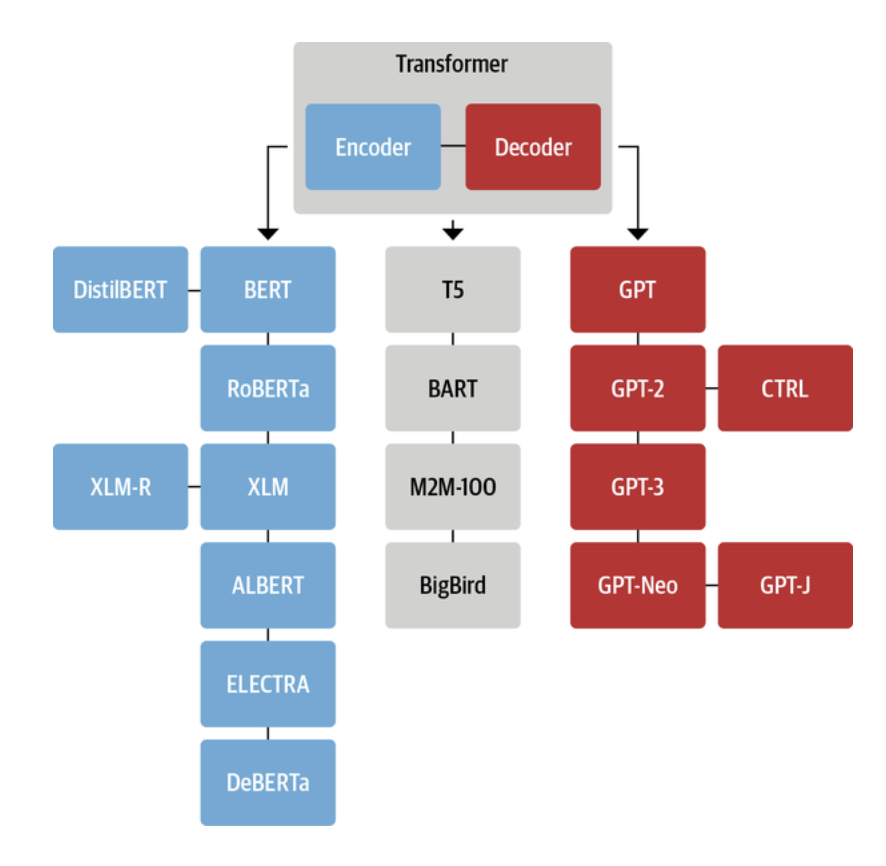 Transformer
Encoder
Decoder
DistilBERT
BERT
T5
GPT
RoBERTa
BART
GPT-2
CTRL
XLM-R
XLM
M2M-100
GPT-3
ALBERT
BigBird
GPT-Neo
GPT-J
ELECTRA
DeBERTa